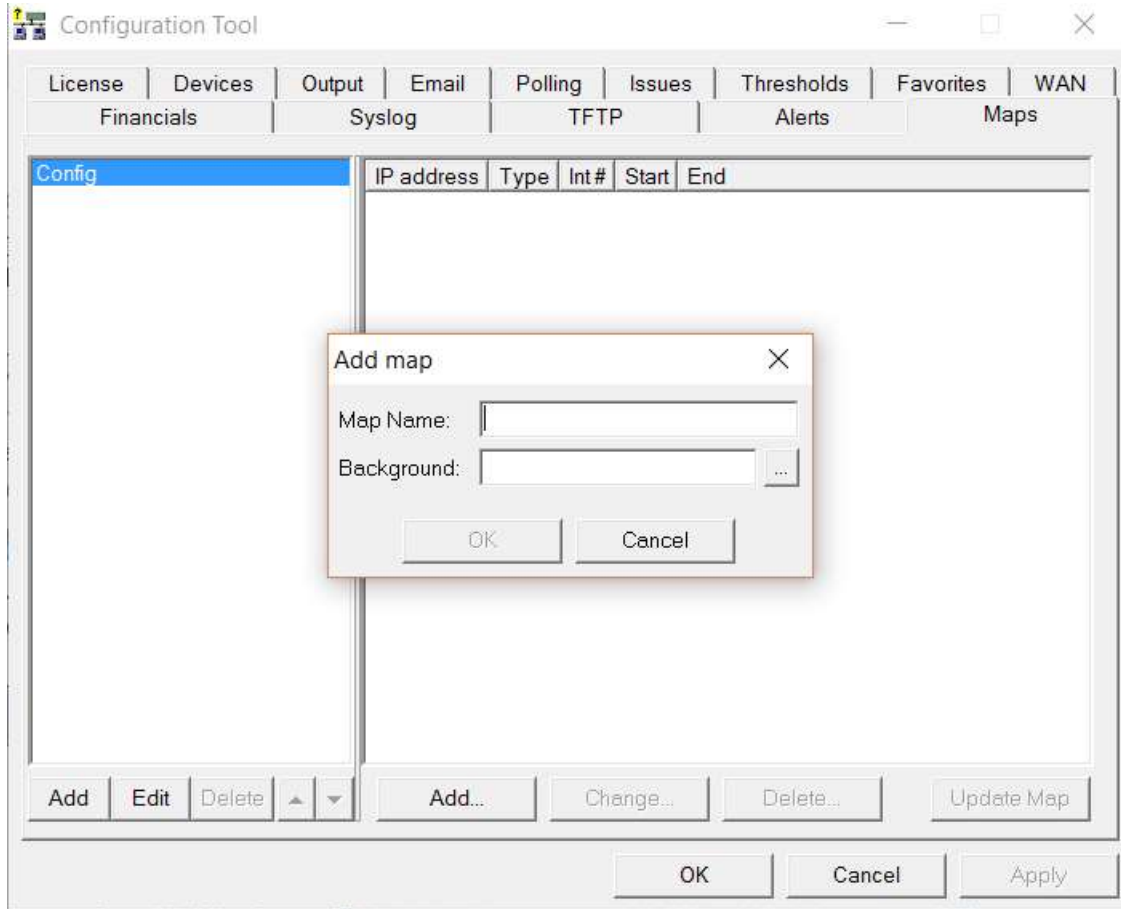 Configuration Tool
License Devices Output Email Polling Issues Thresholds Favorites WAN
Financials Syslog TFTP Alerts Maps
Config
IP address Type Int# Start End
Add map
Map Name:
Background:
...
OK Cancel
Add Edit Delete Add... Change... Delete... Update Map
OK Cancel Apply